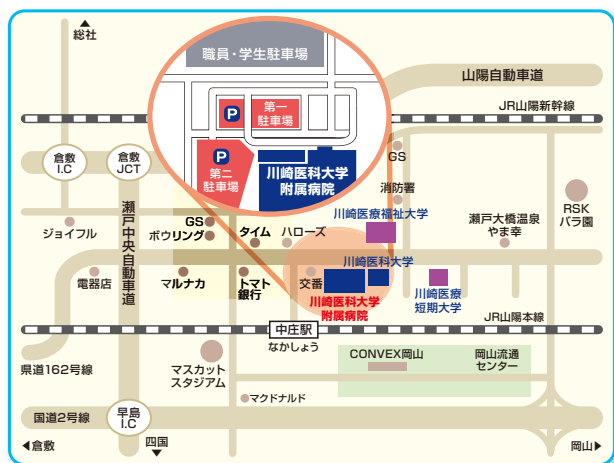 総社
職員・学生駐車場
山陽自動車道
JR山陽新幹線
P
第一
駐車場
P
第二
駐車場
川崎医科大学
附属病院
倉敷
I.C
倉敷
JCT
GS
消防署
川崎医療福祉大学
RSK
バラ園
瀬戸中央自動車道
ジョイフル
GS
ボウリング
タイム
ハローズ
瀬戸大橋温泉
やま幸
川崎医科大学
電器店
マルナカ
トマト
銀行
交番
川崎医科大学
附属病院
川崎医療
短期大学
JR山陽本線
中庄駅
なかしょう
県道162号線
マスカット
スタジアム
CONVEX岡山
岡山流通
センター
マクドナルド
国道2号線
早島
I.C
倉敷
四国
岡山